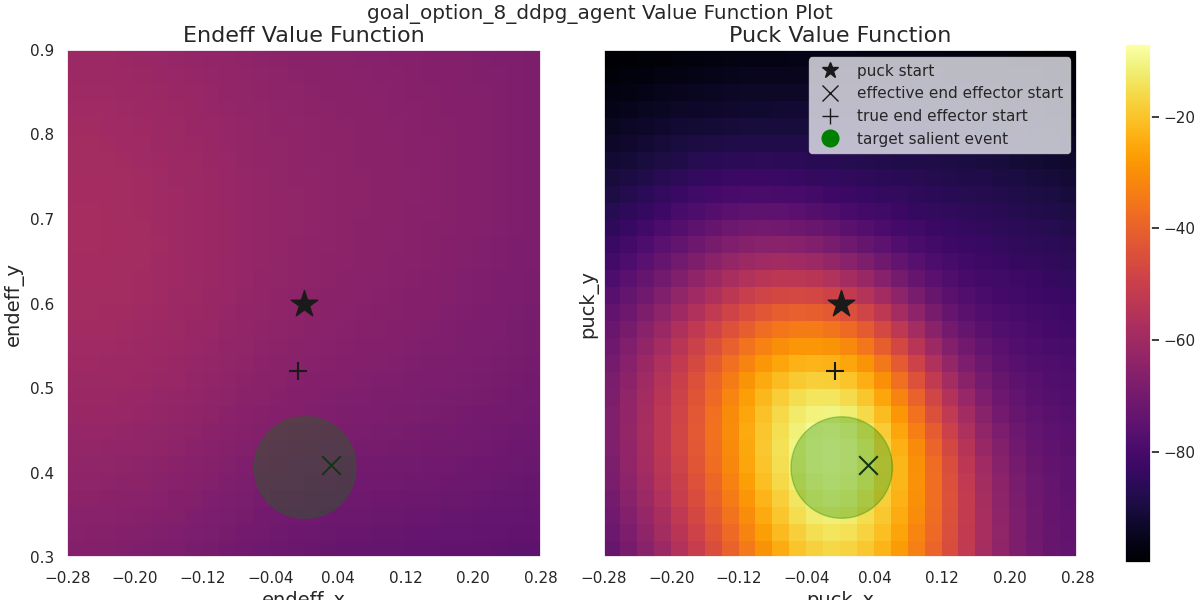 goal_option_8_ddpg_agent Value Function Plot
Endeff Value Function
Puck Value Function
0.9
0.8
0.7
0.6
0.5
0.4
0.3
endeff_y
−0.28 −0.20 −0.12 −0.04 0.04 0.12 0.20 0.28
endeff_x
puck_y
puck start
effective end effector start
true end effector start
target salient event
−0.28 −0.20 −0.12 −0.04 0.04 0.12 0.20 0.28
puck_x
−20
−40
−60
−80